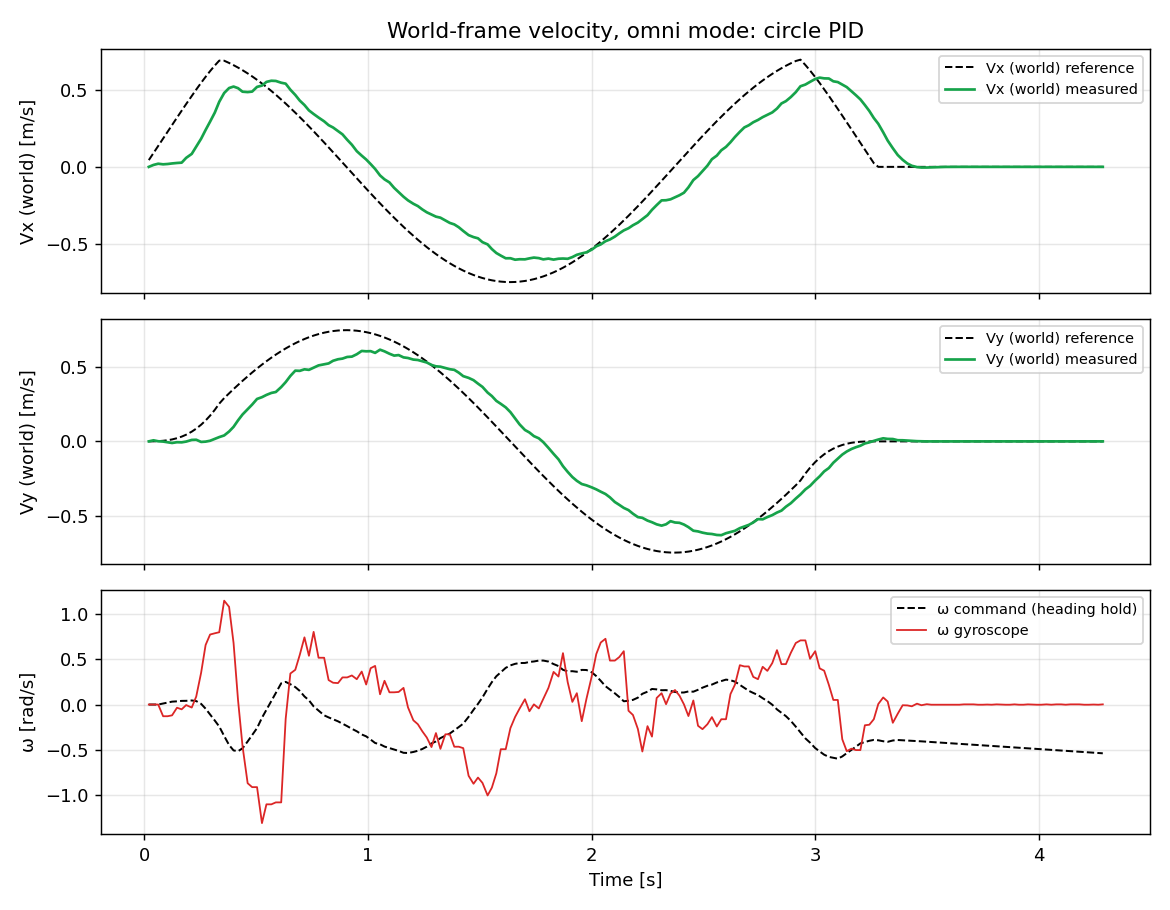 World-frame velocity, omni mode: circle PID
Vx (world) [m/s]
0.5
0.0
−0.5
Vx (world) reference
Vx (world) measured
Vy (world) [m/s]
0.5
0.0
−0.5
Vy (world) reference
Vy (world) measured
ω [rad/s]
1.0
0.5
0.0
−0.5
−1.0
ω command (heading hold)
ω gyroscope
0 1 2 3 4
Time [s]